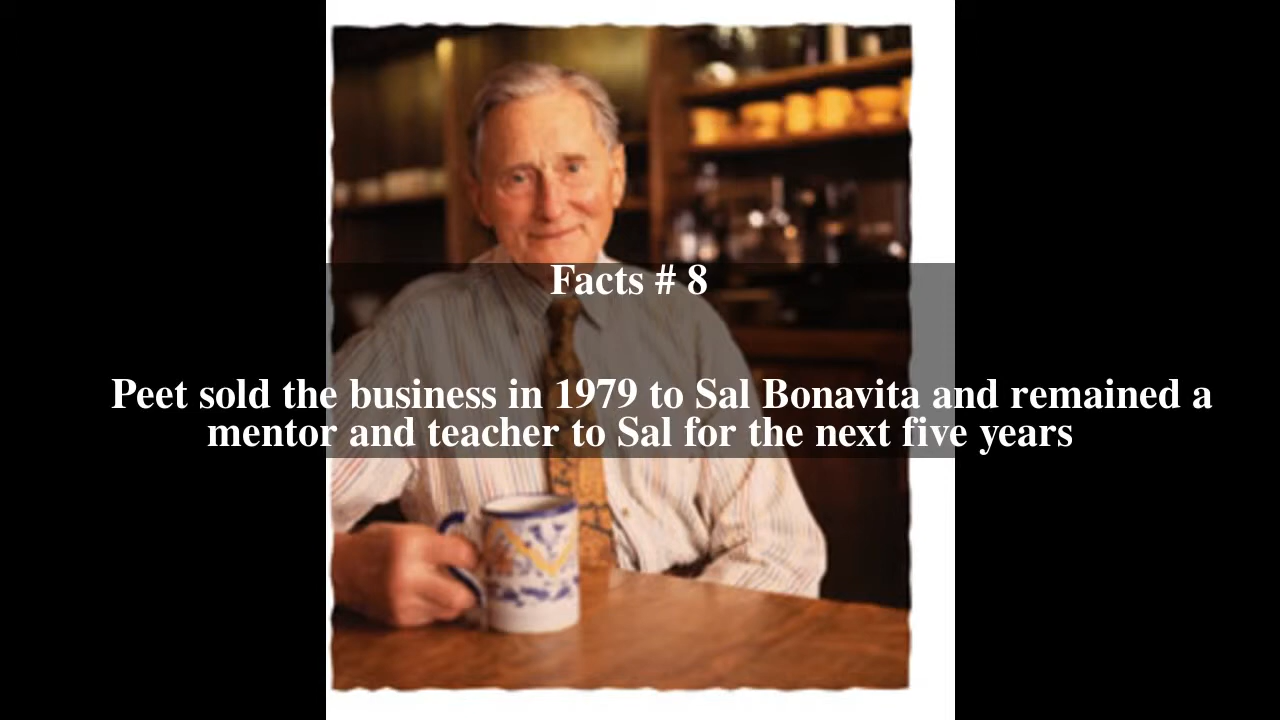 Facts # 8
Peet sold the business in 1979 to Sal Bonavita and remained a
mentor and teacher to Sal for the next five years